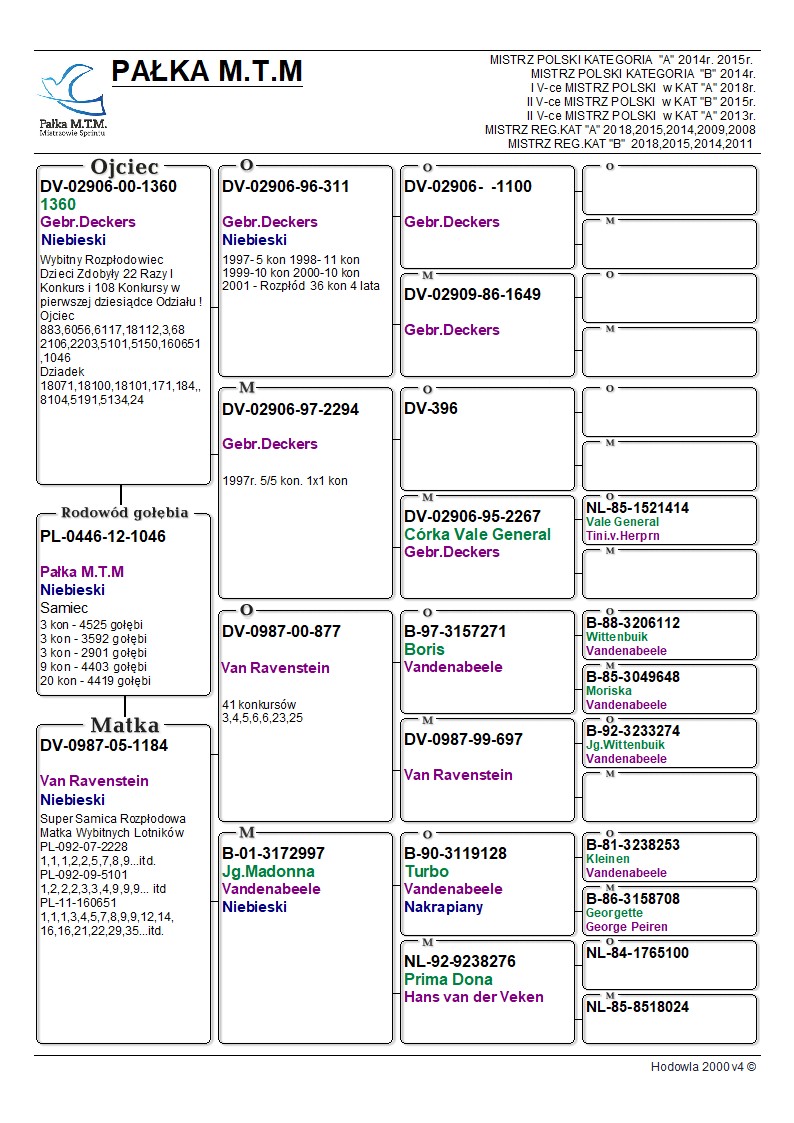 PAŁKA M.T.M
MISTRZ POLSKI KATEGORIA "A" 2014r. 2015r.
MISTRZ POLSKI KATEGORIA "B" 2014r.
I V-ce MISTRZ POLSKI w KAT "A" 2018r.
II V-ce MISTRZ POLSKI w KAT "B" 2015r.
II V-ce MISTRZ POLSKI w KAT "A" 2013r.
MISTRZ REG.KAT "A" 2018,2015,2014,2009,2008
MISTRZ REG.KAT "B" 2018,2015,2014,2011
Pałka M.T.M.
Mistrzowie Sprintu
Ojciec
DV-02906-00-1360
1360
Gebr.Deckers
Niebieski
Wybitny Rozpłodowiec
Dzieci Zdobyły 22 Razy I
Konkurs i 108 Konkursy w
pierwszej dziesiądce Odziału !
Ojciec
883,6056,6117,18112,3,68
2106,2203,5101,5150,160651
,1046
Dziadek
18071,18100,18101,171,184,,
8104,5191,5134,24
Rodowód gołębia
PL-0446-12-1046
Pałka M.T.M
Niebieski
Samiec
3 kon - 4525 gołębi
3 kon - 3592 gołębi
3 kon - 2901 gołębi
9 kon - 4403 gołębi
20 kon - 4419 gołębi
Matka
DV-0987-05-1184
Van Ravenstein
Niebieski
Super Samica Rozpłodowa
Matka Wybitnych Lotników
PL-092-07-2228
1,1,1,2,2,5,7,8,9...itd.
PL-092-09-5101
1,2,2,2,3,3,4,9,9,9... itd
PL-11-160651
1,1,1,3,4,5,7,8,9,9,12,14,
16,16,21,22,29,35...itd.
O
DV-02906-96-311
Gebr.Deckers
Niebieski
1997- 5 kon 1998- 11 kon
1999-10 kon 2000-10 kon
2001 - Rozpłód 36 kon 4 lata
M
DV-02906-97-2294
Gebr.Deckers
1997r. 5/5 kon. 1x1 kon
O
DV-0987-00-877
Van Ravenstein
41 konkursów
3,4,5,6,6,23,25
M
B-01-3172997
Jg.Madonna
Vandenabeele
Niebieski
O
DV-02906- -1100
Gebr.Deckers
M
DV-02909-86-1649
Gebr.Deckers
O
DV-396
M
DV-02906-95-2267
Córka Vale General
Gebr.Deckers
O
B-97-3157271
Boris
Vandenabeele
M
DV-0987-99-697
Van Ravenstein
O
B-90-3119128
Turbo
Vandenabeele
Nakrapiany
M
NL-92-9238276
Prima Dona
Hans van der Veken
O
M
O
M
O
M
O
NL-85-1521414
Vale General
Tini.v.Herprn
M
O
B-88-3206112
Wittenbuik
Vandenabeele
M
B-85-3049648
Moriska
Vandenabeele
O
B-92-3233274
Jg.Wittenbuik
Vandenabeele
M
O
B-81-3238253
Kleinen
Vandenabeele
M
B-86-3158708
Georgette
George Peiren
O
NL-84-1765100
M
NL-85-8518024
Hodowla 2000v4 ©